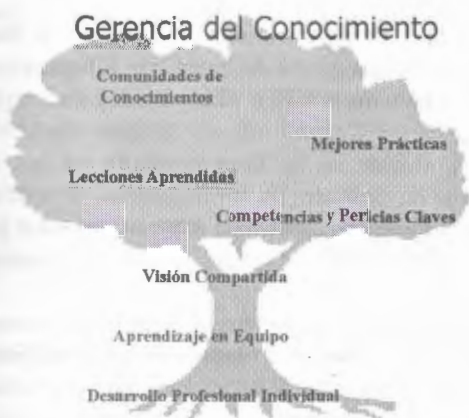 Gerencia del Conocimiento
Comunidades de
Conocimientos
Mejores Prácticas
Lecciones Aprendidas
Competencias y Pericias Claves
Visión Compartida
Aprendizaje en Equipo
Desarrollo Profesional Individual